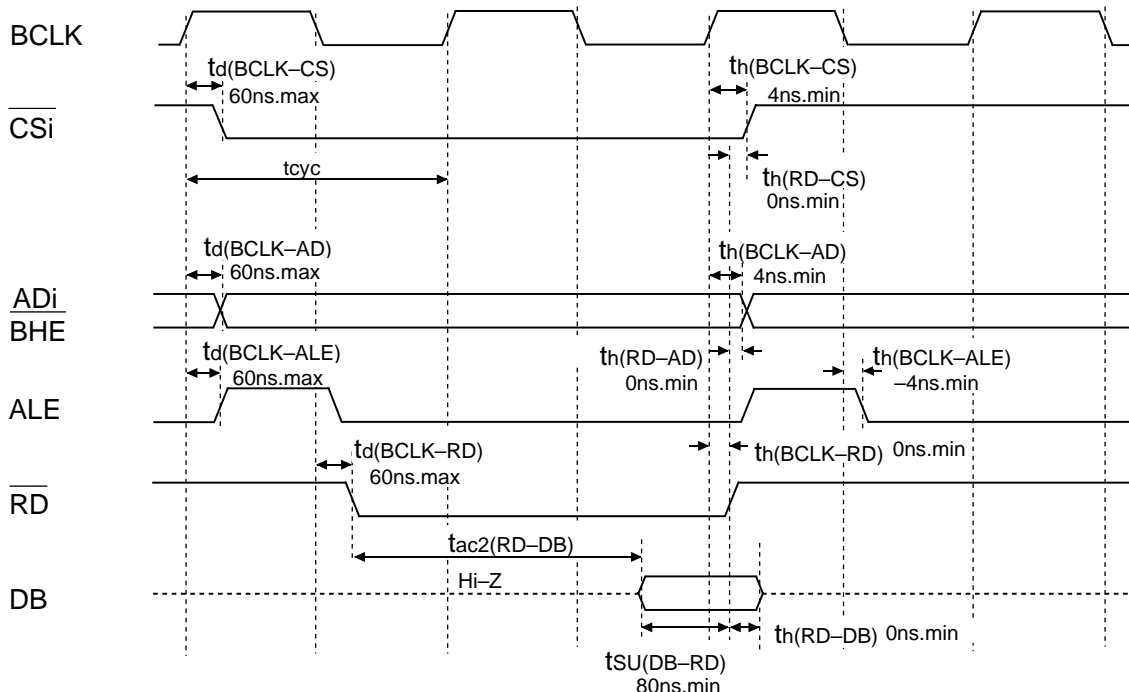 BCLK
td(BCLK–CS)
60ns.max
th(BCLK–CS)
4ns.min
CSi
tcyc
th(RD–CS)
0ns.min
td(BCLK–AD)
60ns.max
th(BCLK–AD)
4ns.min
ADi
BHE
td(BCLK–ALE)
60ns.max
th(RD–AD)
0ns.min
th(BCLK–ALE)
–4ns.min
ALE
td(BCLK–RD)
60ns.max
th(BCLK–RD) 0ns.min
RD
tac2(RD–DB)
Hi–Z
DB
th(RD–DB) 0ns.min
tSU(DB–RD)
80ns.min